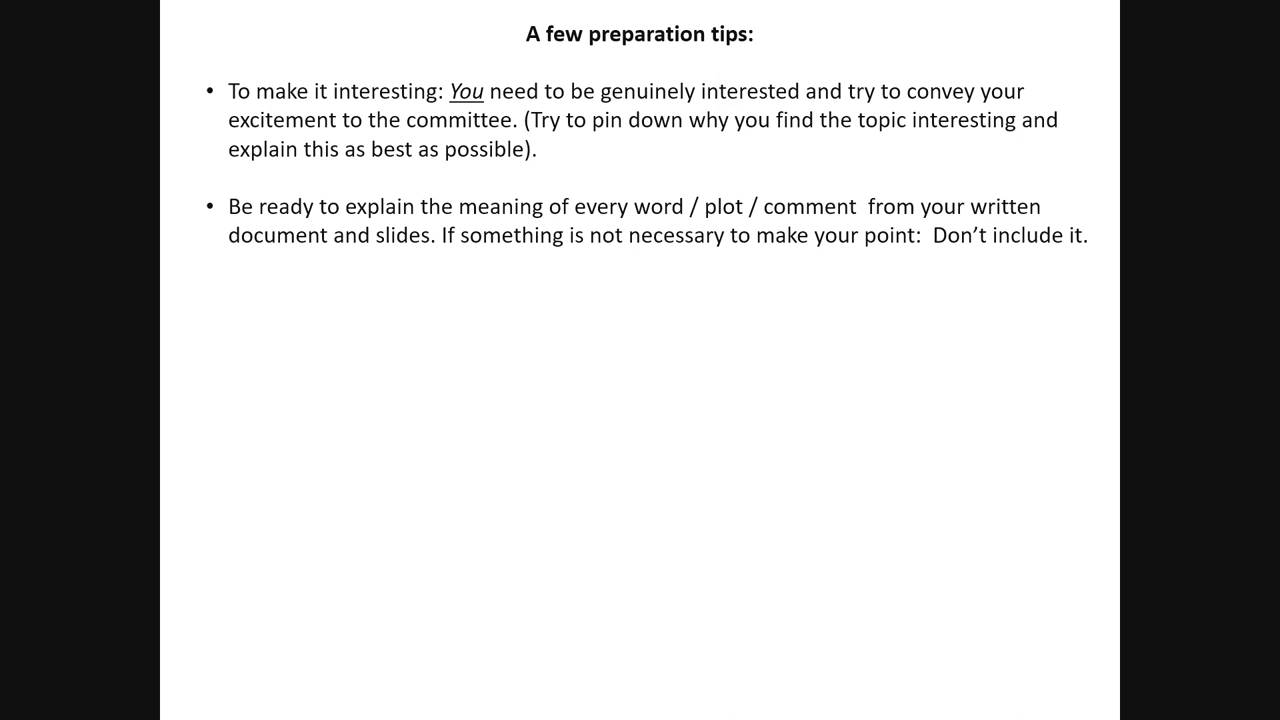 A few preparation tips:
• To make it interesting: You need to be genuinely interested and try to convey your
excitement to the committee. (Try to pin down why you find the topic interesting and
explain this as best as possible).
• Be ready to explain the meaning of every word / plot / comment  from your written
document and slides. If something is not necessary to make your point:  Don’t include it.